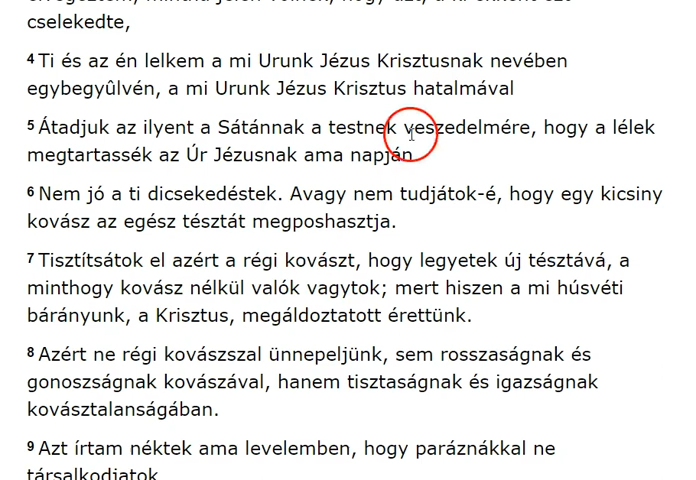 cselekedte,
4 Ti és az én lelkem a mi Urunk Jézus Krisztusnak nevében
egybegyûlvén, a mi Urunk Jézus Krisztus hatalmával
5 Átadjuk az ilyent a Sátánnak a testnek veszedelmére, hogy a lélek
megtartassék az Úr Jézusnak ama napján
6 Nem jó a ti dicsekedéstek. Avagy nem tudjátok-é, hogy egy kicsiny
kovász az egész tésztát megposhasztja.
7 Tisztítsátok el azért a régi kovászt, hogy legyetek új tésztává, a
minthogy kovász nélkül valók vagytok; mert hiszen a mi húsvéti
bárányunk, a Krisztus, megáldoztatott érettünk.
8 Azért ne régi kovászszal ünnepeljünk, sem rosszaságnak és
gonoszságnak kovászával, hanem tisztaságnak és igazságnak
kovásztalanságában.
9 Azt írtam néktek ama levelemben, hogy paráznákkal ne
társalkodjatok